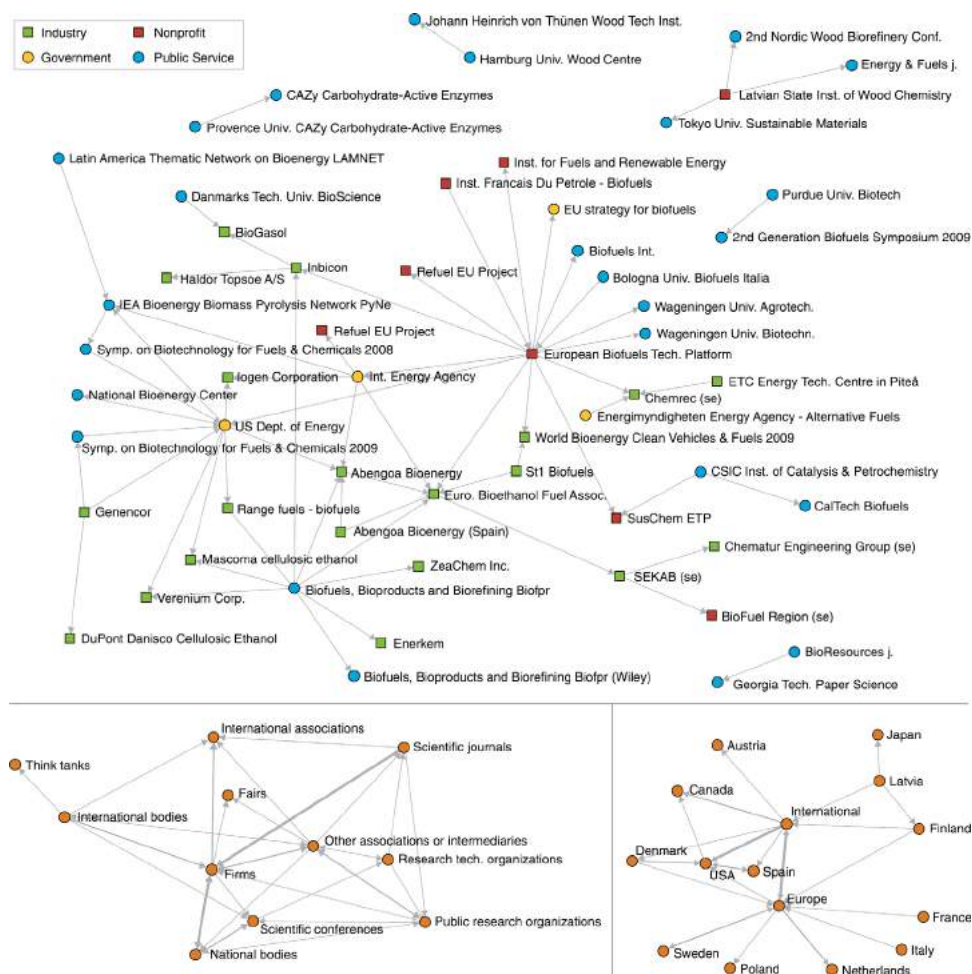 Industry
Nonprofit
Government
Public Service
Johann Heinrich von Thünen Wood Tech Inst.
Hamburg Univ. Wood Centre
2nd Nordic Wood Biorefinery Conf.
Energy & Fuels j.
Latvian State Inst. of Wood Chemistry
Tokyo Univ. Sustainable Materials
CAZy Carbohydrate-Active Enzymes
Provence Univ. CAZy Carbohydrate-Active Enzymes
Latin America Thematic Network on Bioenergy LAMNET
Inst. for Fuels and Renewable Energy
Inst. Francais Du Petrole - Biofuels
Danmarks Tech. Univ. BioScience
EU strategy for biofuels
Purdue Univ. Biotech
BioGasol
2nd Generation Biofuels Symposium 2009
Biofuels Int.
Inbicon
Haldor Topsoe A/S
Refuel EU Project
Bologna Univ. Biofuels Italia
IEA Bioenergy Biomass Pyrolysis Network PyNe
Wageningen Univ. Agrotech.
Refuel EU Project
Wageningen Univ. Biotechn.
Symp. on Biotechnology for Fuels & Chemicals 2008
European Biofuels Tech. Platform
Iogen Corporation
Int. Energy Agency
ETC Energy Tech. Centre in Piteå
National Bioenergy Center
Chemrec (se)
Energimyndigheten Energy Agency - Alternative Fuels
US Dept. of Energy
Symp. on Biotechnology for Fuels & Chemicals 2009
World Bioenergy Clean Vehicles & Fuels 2009
Abengoa Bioenergy
St1 Biofuels
CSIC Inst. of Catalysis & Petrochemistry
Euro. Bioethanol Fuel Assoc.
CalTech Biofuels
Genencor
Range fuels - biofuels
SusChem ETP
Abengoa Bioenergy (Spain)
Chematur Engineering Group (se)
Mascoma cellulosic ethanol
ZeaChem Inc.
SEKAB (se)
Verenium Corp.
Biofuels, Bioproducts and Biorefining Biofpr
BioFuel Region (se)
DuPont Danisco Cellulosic Ethanol
Enerkem
BioResources j.
Biofuels, Bioproducts and Biorefining Biofpr (Wiley)
Georgia Tech. Paper Science
International associations
Scientific journals
Think tanks
Fairs
International bodies
Other associations or intermediaries
Research tech. organizations
Firms
Scientific conferences
Public research organizations
National bodies
Japan
Austria
Latvia
Canada
International
Finland
Denmark
USA
Spain
Europe
France
Sweden
Italy
Poland
Netherlands